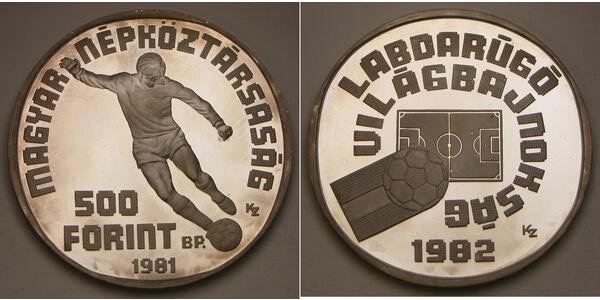 MAGYAR NÉPKÖZTÁRSASÁG
500
FORINT BP.
1981
KZ
LABDARÚGÓ
VILÁGBAJNOKSÁG
KZ
1982